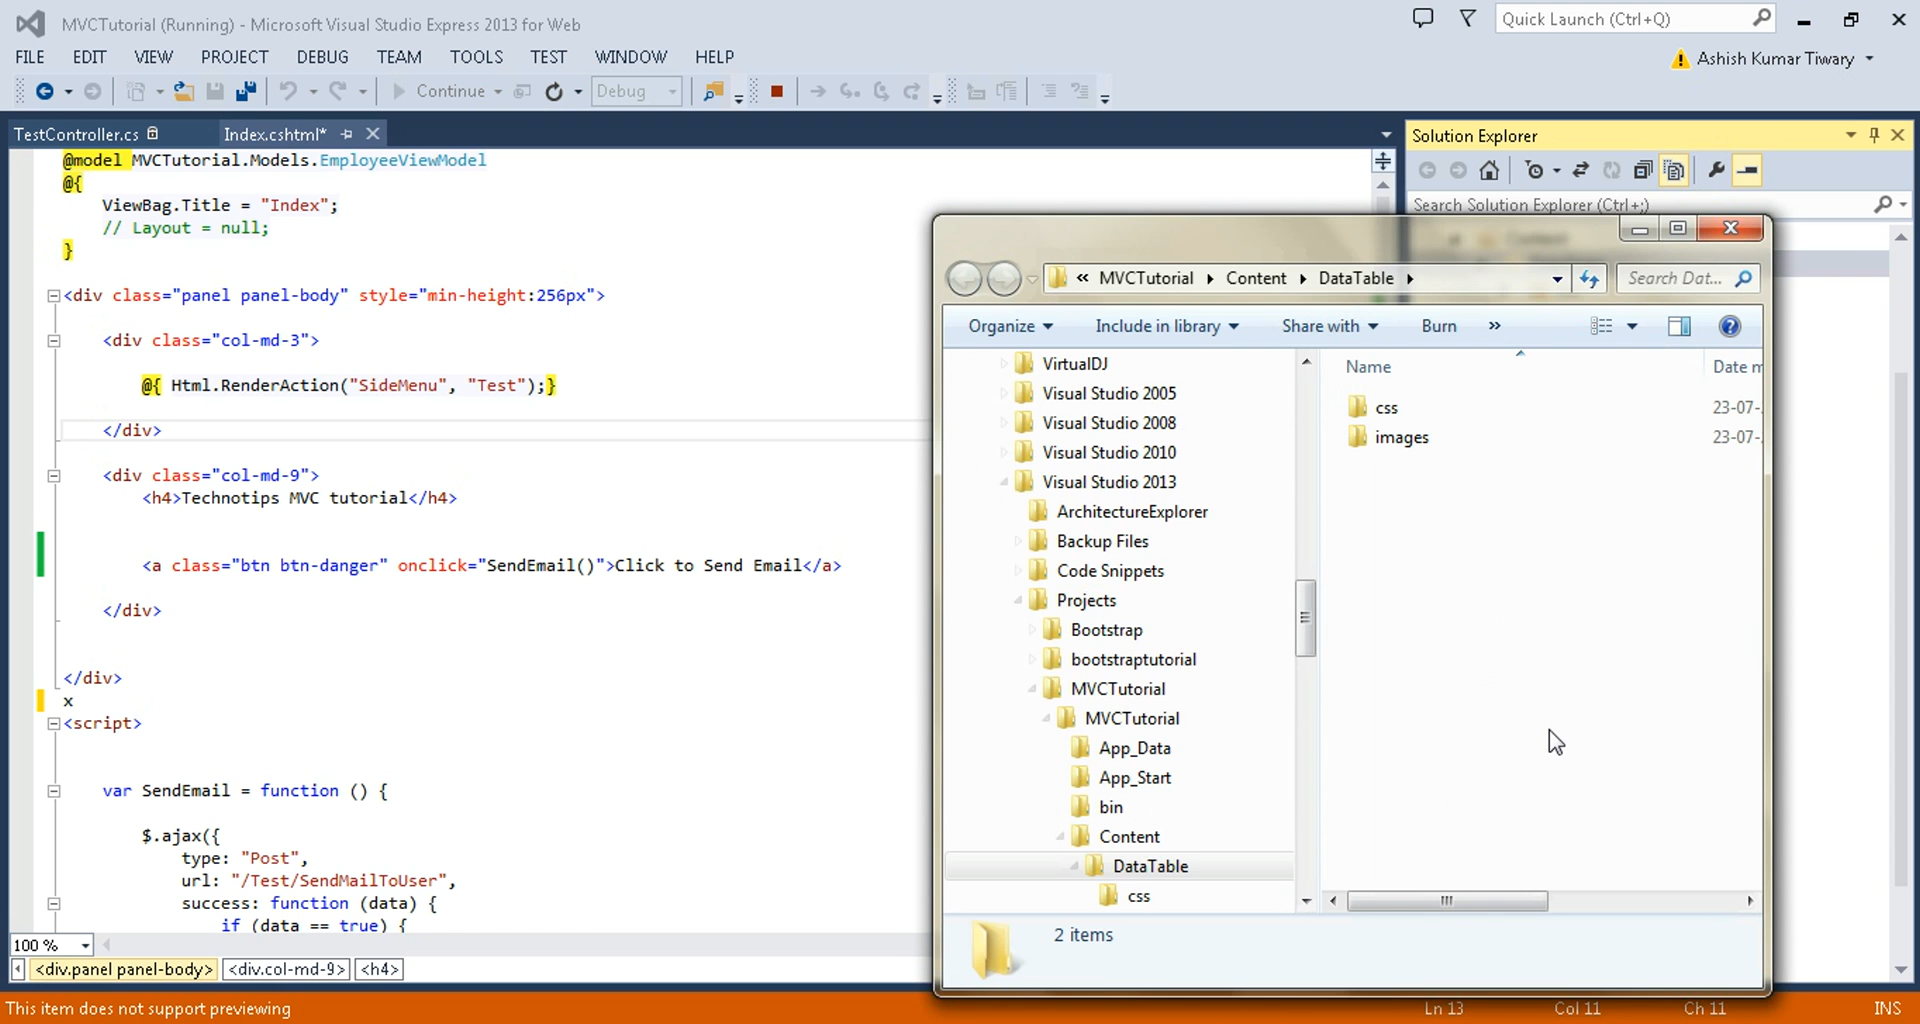 MVCTutorial (Running) - Microsoft Visual Studio Express 2013 for Web
Quick Launch (Ctrl+Q)
FILE EDIT VIEW PROJECT DEBUG TEAM TOOLS TEST WINDOW HELP
Ashish Kumar Tiwary
Continue Debug
TestController.cs Index.cshtml*
@model MVCTutorial.Models.EmployeeViewModel
@{
ViewBag.Title = "Index";
// Layout = null;
}
<div class="panel panel-body" style="min-height:256px">
<div class="col-md-3">
@{ Html.RenderAction("SideMenu", "Test");}
</div>
<div class="col-md-9">
<h4>Technotips MVC tutorial</h4>
<a class="btn btn-danger" onclick="SendEmail()">Click to Send Email</a>
</div>
</div>
x
<script>
var SendEmail = function () {
$.ajax({
type: "Post",
url: "/Test/SendMailToUser",
success: function (data) {
if (data == true) {
100 %
<div.panel panel-body> <div.col-md-9> <h4>
Solution Explorer
Search Solution Explorer (Ctrl+;)
« MVCTutorial Content DataTable
Search Dat...
Organize Include in library Share with Burn »
VirtualDJ
Visual Studio 2005
Visual Studio 2008
Visual Studio 2010
Visual Studio 2013
ArchitectureExplorer
Backup Files
Code Snippets
Projects
Bootstrap
bootstraptutorial
MVCTutorial
MVCTutorial
App_Data
App_Start
bin
Content
DataTable
css
Name Date m
css 23-07-
images 23-07-
2 items
This item does not support previewing
Ln 13 Col 11 Ch 11 INS